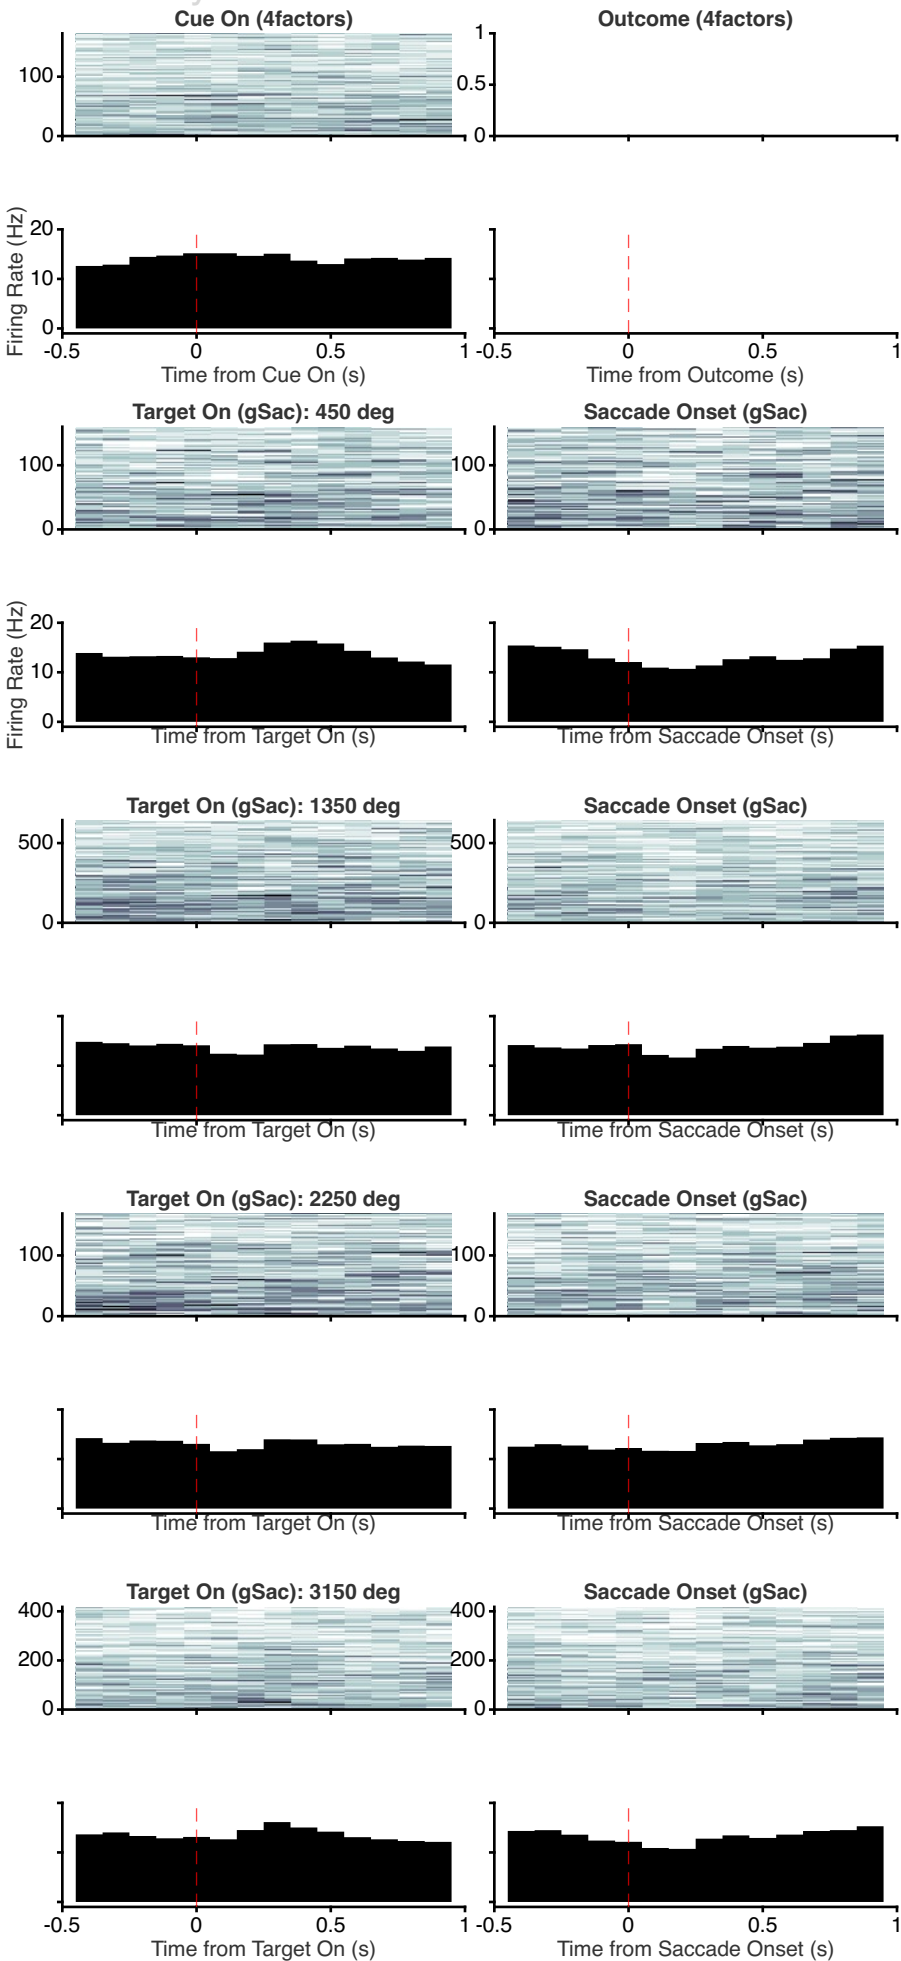 Cue On (4factors) Outcome (4factors)
100
0
1
0.5
0
Firing Rate (Hz)
20
10
0
-0.5 0 0.5 1 -0.5 0 0.5 1
Time from Cue On (s) Time from Outcome (s)
Target On (gSac): 450 deg Saccade Onset (gSac)
100 100
0 0
Firing Rate (Hz)
20
10
0
Time from Target On (s) Time from Saccade Onset (s)
Target On (gSac): 1350 deg Saccade Onset (gSac)
500 500
0 0
Time from Target On (s) Time from Saccade Onset (s)
Target On (gSac): 2250 deg Saccade Onset (gSac)
100 100
0 0
Time from Target On (s) Time from Saccade Onset (s)
Target On (gSac): 3150 deg Saccade Onset (gSac)
400 400
200 200
0 0
-0.5 0 0.5 1 -0.5 0 0.5 1
Time from Target On (s) Time from Saccade Onset (s)